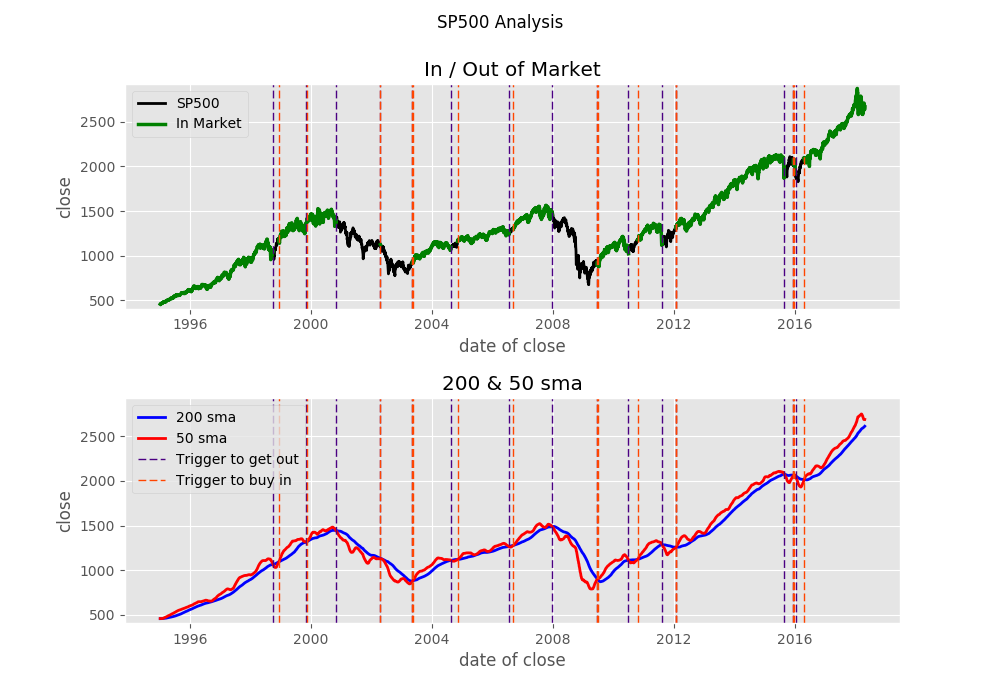 SP500 Analysis
In / Out of Market
SP500
In Market
2500
2000
1500
1000
500
close
1996 2000 2004 2008 2012 2016
date of close
200 & 50 sma
200 sma
50 sma
Trigger to get out
Trigger to buy in
2500
2000
1500
1000
500
close
1996 2000 2004 2008 2012 2016
date of close